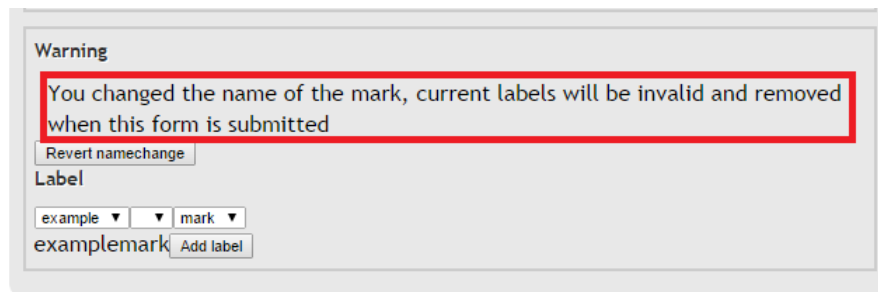 Warning
You changed the name of the mark, current labels will be invalid and removed
when this form is submitted
Revert namechange
Label
example mark
examplemark Add label